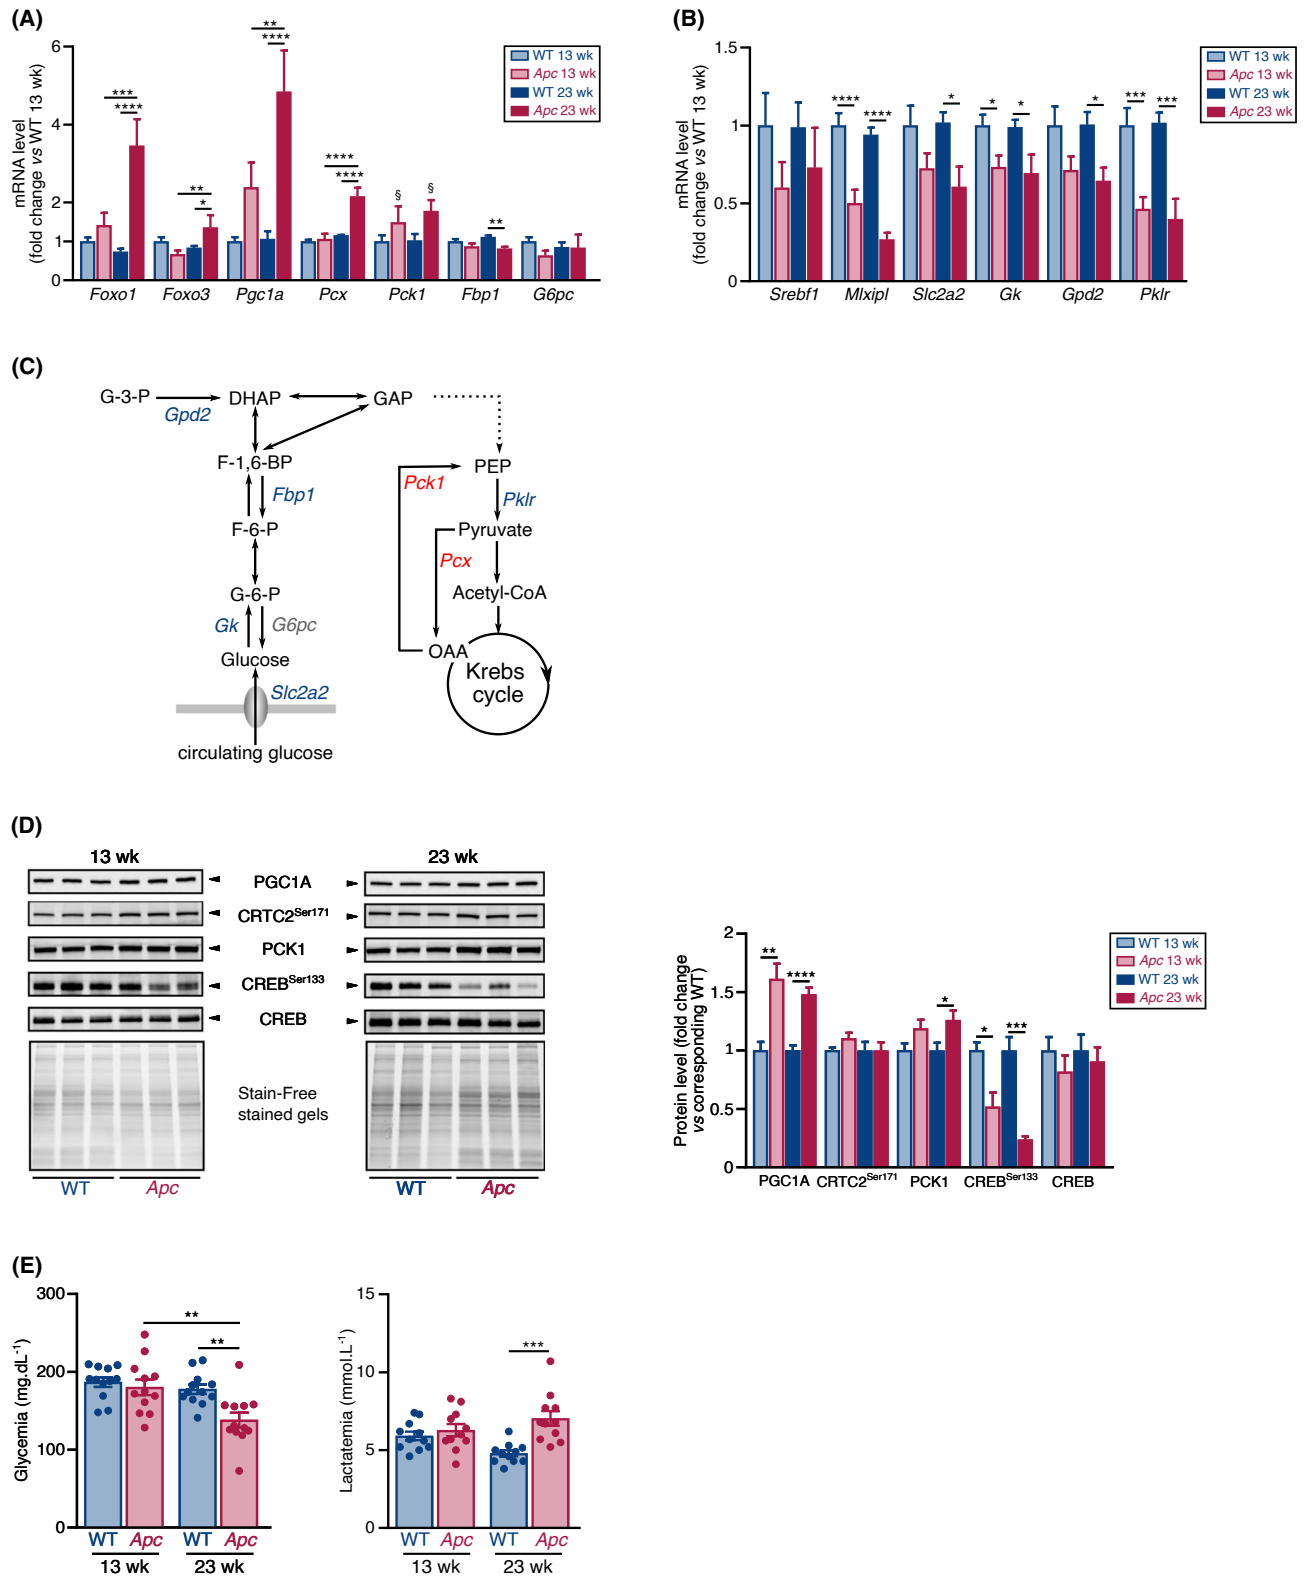 (A)
mRNA level
(fold change vs WT 13 wk)
6
4
2
1
0
**
****
***
****
**
*
****
****
§
§
**
WT 13 wk
Apc 13 wk
WT 23 wk
Apc 23 wk
Foxo1 Foxo3 Pgc1a Pcx Pck1 Fbp1 G6pc
(B)
mRNA level
(fold change vs WT 13 wk)
1.5
1
0.5
0
**** **** * * * * *** ***
WT 13 wk
Apc 13 wk
WT 23 wk
Apc 23 wk
Srebf1 Mlxipl Slc2a2 Gk Gpd2 Pklr
(C)
G-3-P DHAP GAP
Gpd2
F-1,6-BP PEP
Pck1
Fbp1 Pklr
F-6-P Pyruvate
Pcx
G-6-P Acetyl-CoA
Gk G6pc
Glucose OAA
Krebs
cycle
Slc2a2
circulating glucose
(D)
13 wk 23 wk
PGC1A
CRTC2Ser171
PCK1
CREBSer133
CREB
Stain-Free
stained gels
WT Apc WT Apc
Protein level (fold change
vs corresponding WT)
2
1.5
1
0.5
0
** **** * * ***
WT 13 wk
Apc 13 wk
WT 23 wk
Apc 23 wk
PGC1A CRTC2Ser171 PCK1 CREBSer133 CREB
(E)
Glycemia (mg.dL-1)
300
200
100
0
**
**
WT Apc WT Apc
13 wk 23 wk
Lactatemia (mmol.L-1)
15
10
5
0
***
WT Apc WT Apc
13 wk 23 wk